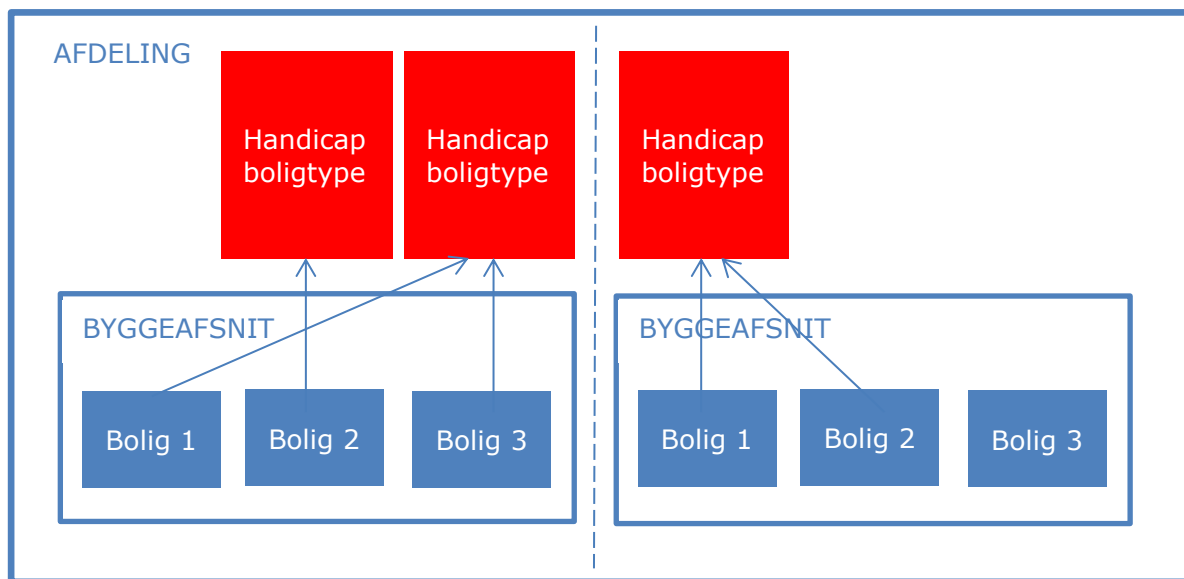 AFDELING
Handicap
boligtype
Handicap
boligtype
Handicap
boligtype
BYGGEAFSNIT
Bolig 1
Bolig 2
Bolig 3
BYGGEAFSNIT
Bolig 1
Bolig 2
Bolig 3